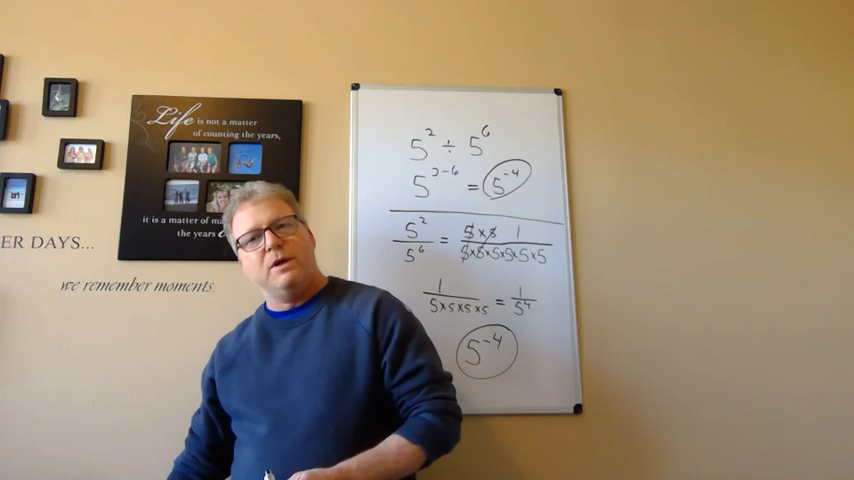 Life is not a matter
of counting the years,
it is a matter of
the years
ER DAYS...
we remember moments.
5² ÷ 5⁶
5²⁻⁶ = 5⁻⁴
5²/5⁶ = 5×5 1/5×5×5×5×5×5
1/5×5×5×5 = 1/5⁴
5⁻⁴